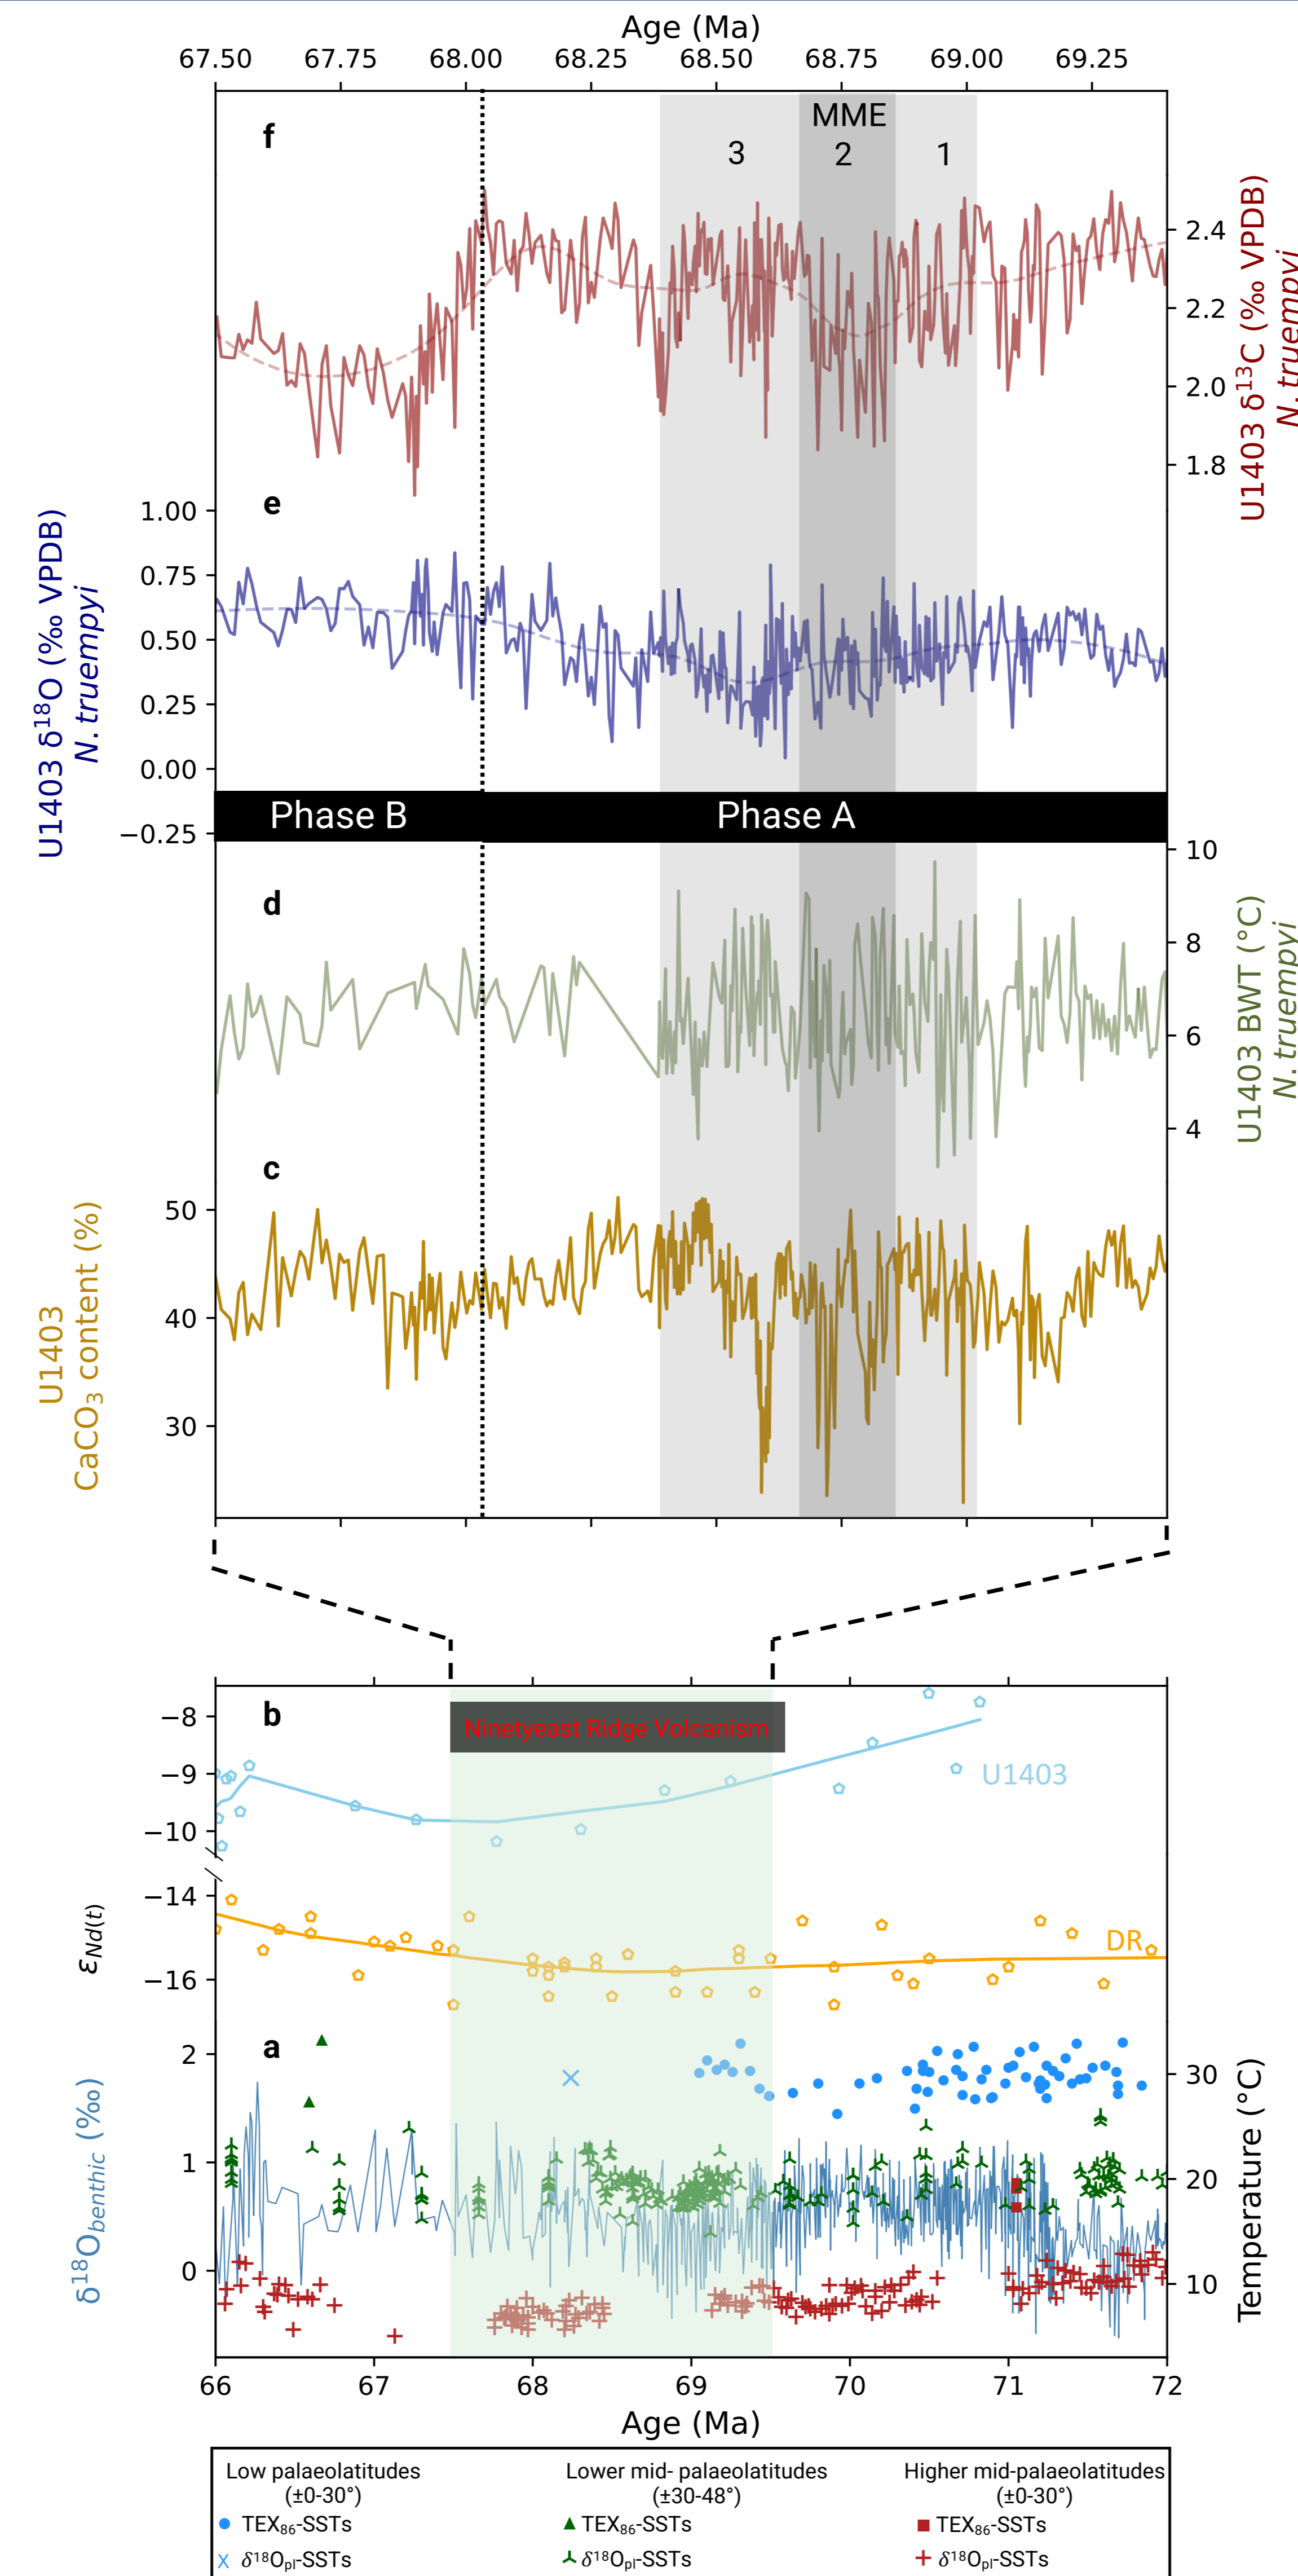 Age (Ma)
67.50 67.75 68.00 68.25 68.50 68.75 69.00 69.25
f
MME
3 2 1
2.4
2.2
2.0
1.8
U1403 δ13C (‰ VPDB)
N. truempyi
e
1.00
0.75
0.50
0.25
0.00
−0.25
U1403 δ18O (‰ VPDB)
N. truempyi
Phase B Phase A
d
10
8
6
4
U1403 BWT (°C)
N. truempyi
c
50
40
30
U1403
CaCO3 content (%)
b
Ninetyeast Ridge Volcanism
−8
−9
−10
U1403
−14
−16
εNd(t)
DR
a
2
1
0
δ18Obenthic (‰)
30
20
10
Temperature (°C)
66 67 68 69 70 71 72
Age (Ma)
Low palaeolatitudes
(±0-30°)
TEX86-SSTs
δ18Opl-SSTs
Lower mid- palaeolatitudes
(±30-48°)
TEX86-SSTs
δ18Opl-SSTs
Higher mid-palaeolatitudes
(±0-30°)
TEX86-SSTs
δ18Opl-SSTs